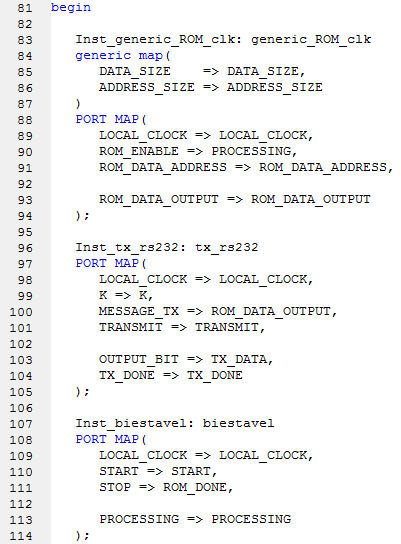 81 begin
82
83 Inst_generic_ROM_clk: generic_ROM_clk
84 generic map(
85 DATA_SIZE => DATA_SIZE,
86 ADDRESS_SIZE => ADDRESS_SIZE
87 )
88 PORT MAP(
89 LOCAL_CLOCK => LOCAL_CLOCK,
90 ROM_ENABLE => PROCESSING,
91 ROM_DATA_ADDRESS => ROM_DATA_ADDRESS,
92
93 ROM_DATA_OUTPUT => ROM_DATA_OUTPUT
94 );
95
96 Inst_tx_rs232: tx_rs232
97 PORT MAP(
98 LOCAL_CLOCK => LOCAL_CLOCK,
99 K => K,
100 MESSAGE_TX => ROM_DATA_OUTPUT,
101 TRANSMIT => TRANSMIT,
102
103 OUTPUT_BIT => TX_DATA,
104 TX_DONE => TX_DONE
105 );
106
107 Inst_biestavel: biestavel
108 PORT MAP(
109 LOCAL_CLOCK => LOCAL_CLOCK,
110 START => START,
111 STOP => ROM_DONE,
112
113 PROCESSING => PROCESSING
114 );